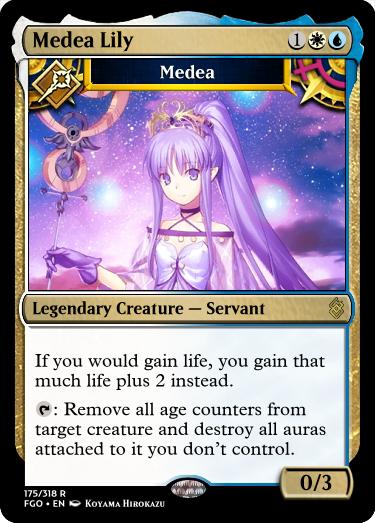 Medea Lily 1
Medea
Legendary Creature — Servant
If you would gain life, you gain that
much life plus 2 instead.
: Remove all age counters from
target creature and destroy all auras
attached to it you don't control.
0/3
175/318 R
FGO • EN Koyama Hirokazu